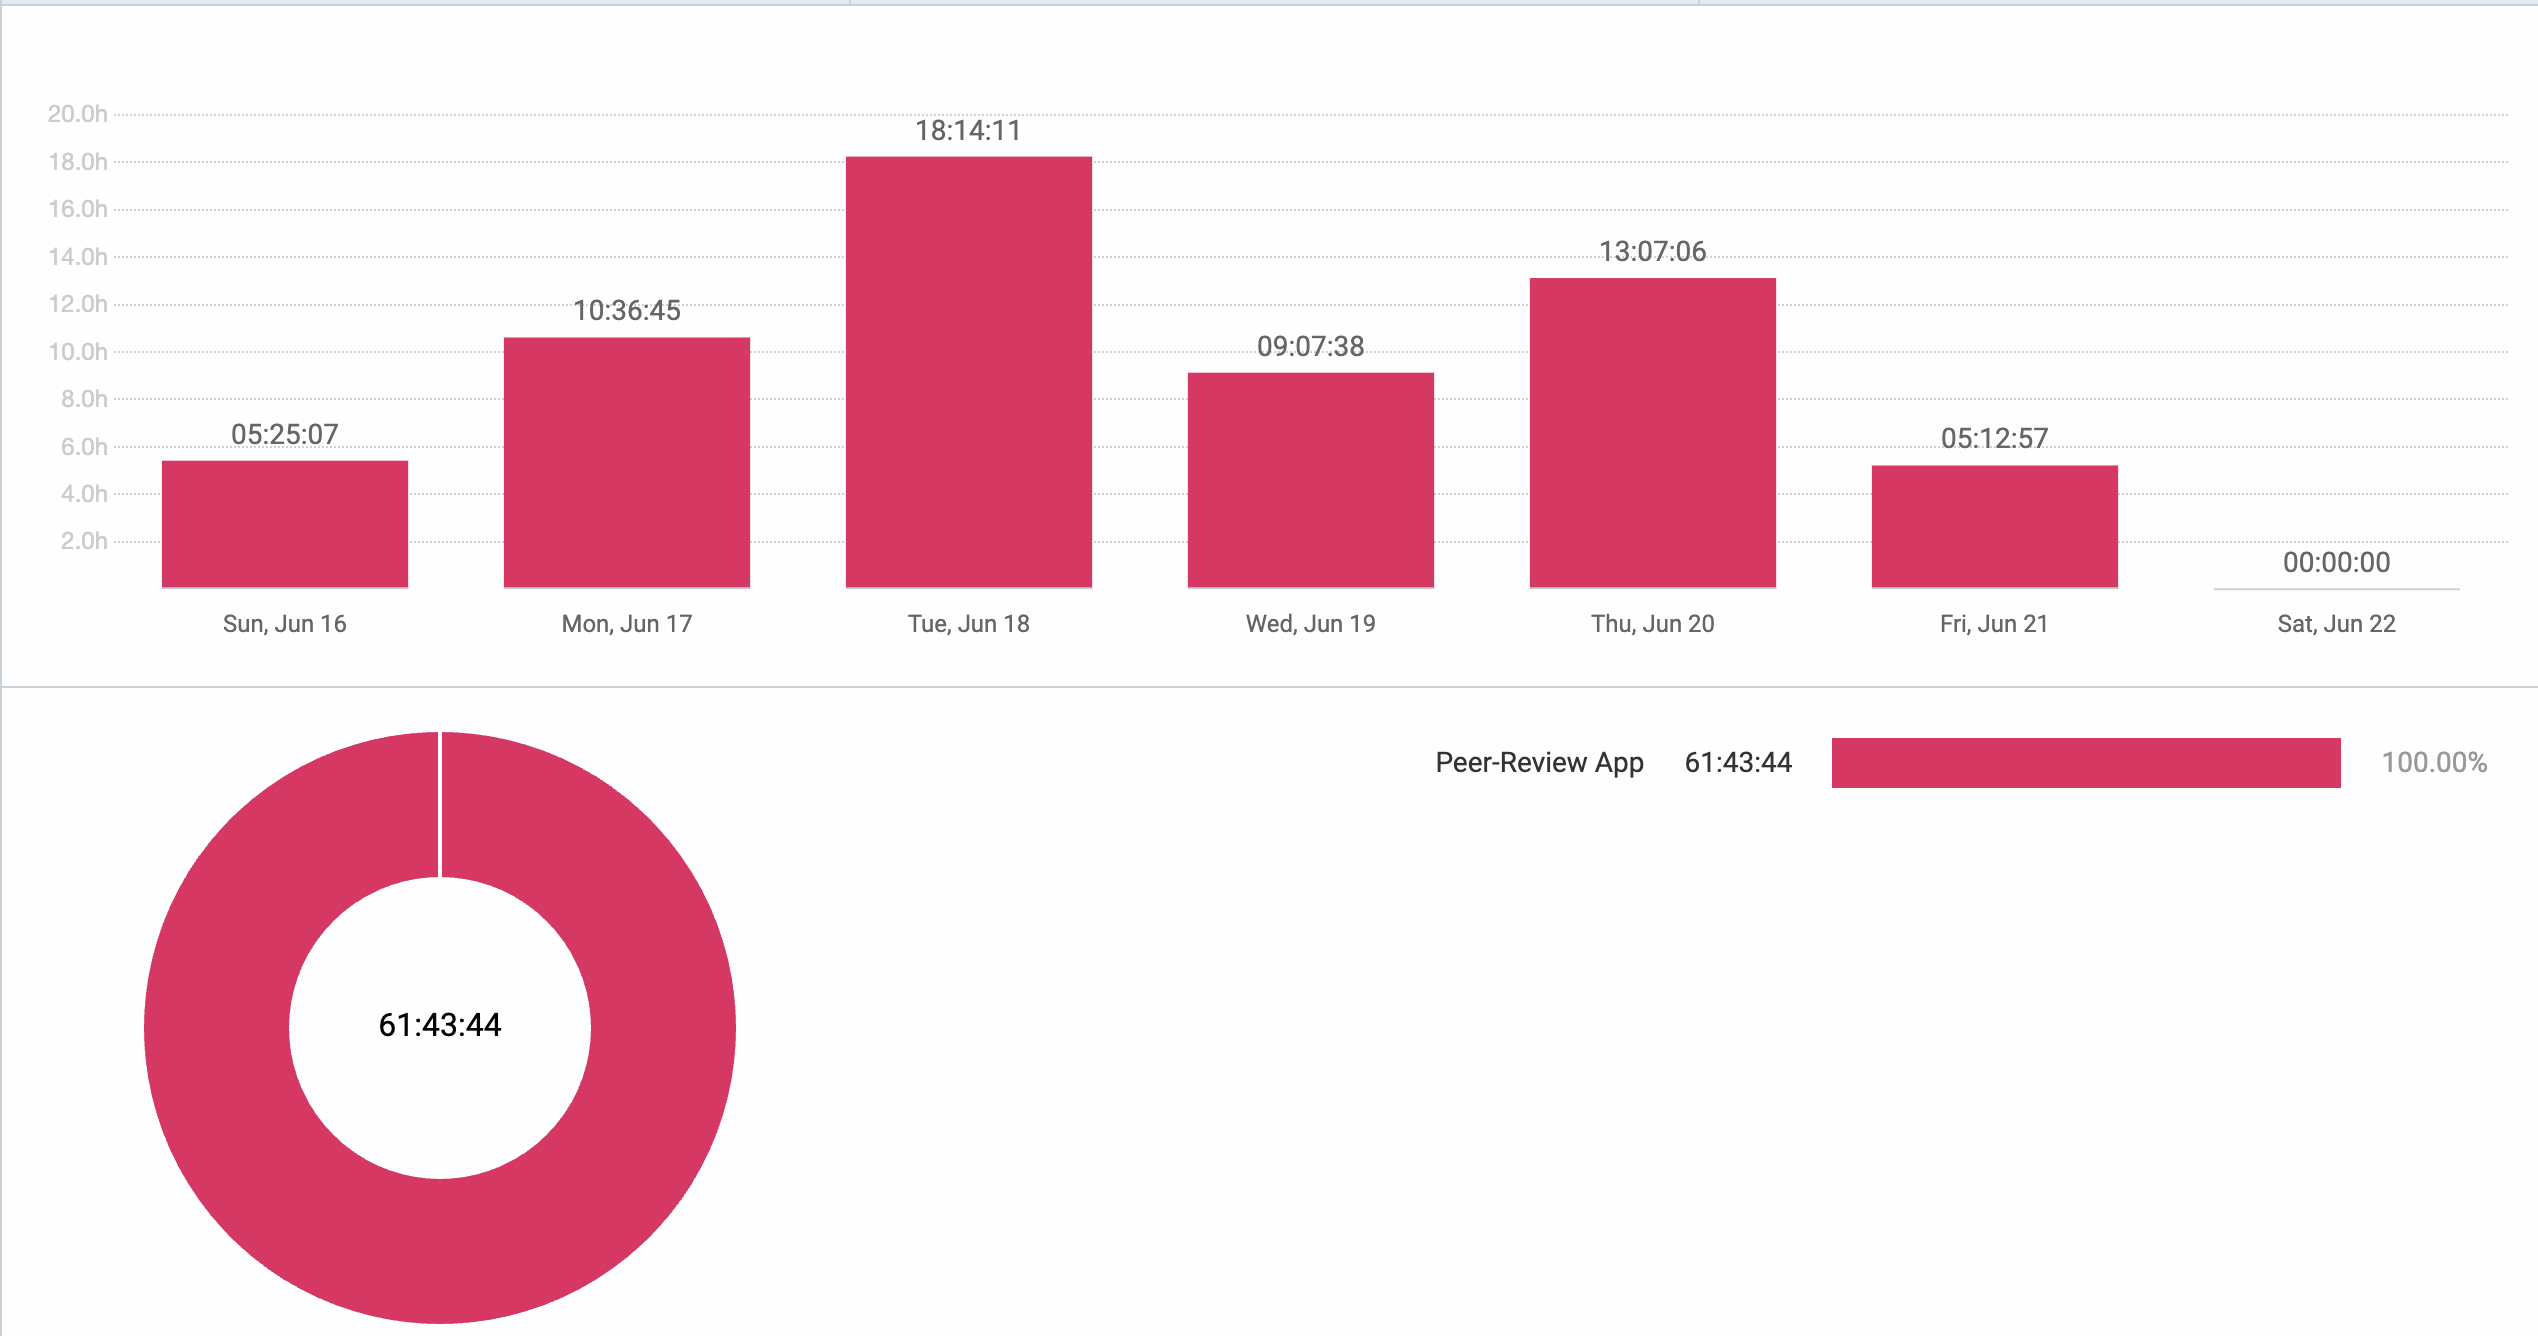 20.0h
18:14:11
18.0h
16.0h
14.0h
13:07:06
12.0h
10:36:45
10.0h
09:07:38
8.0h
6.0h
05:25:07
05:12:57
4.0h
2.0h
00:00:00
Sun, Jun 16
Mon, Jun 17
Tue, Jun 18
Wed, Jun 19
Thu, Jun 20
Fri, Jun 21
Sat, Jun 22
Peer-Review App 61:43:44 100.00%
61:43:44